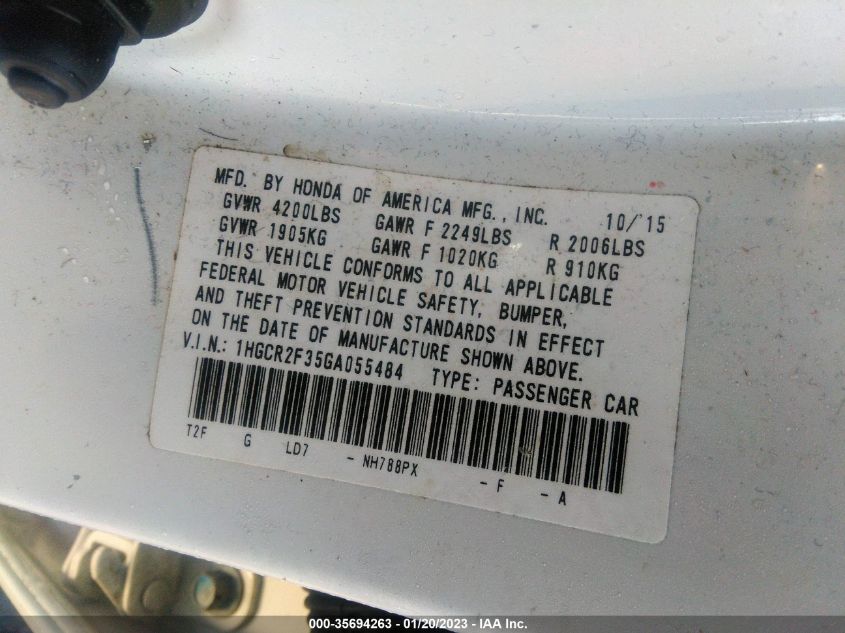 MFD. BY HONDA OF AMERICA MFG., INC. 10/'15
GVWR 4200LBS GAWR F 2249LBS R 2006LBS
GVWR 1905KG GAWR F 1020KG R 910KG
THIS VEHICLE CONFORMS TO ALL APPLICABLE
FEDERAL MOTOR VEHICLE SAFETY, BUMPER,
AND THEFT PREVENTION STANDARDS IN EFFECT
ON THE DATE OF MANUFACTURE SHOWN ABOVE.
V.I.N.: 1HGCR2F35GA055484 TYPE: PASSENGER CAR
T2F G LD7 - NH788PX - F - A
000-35694263 - 01/20/2023 - IAA Inc.